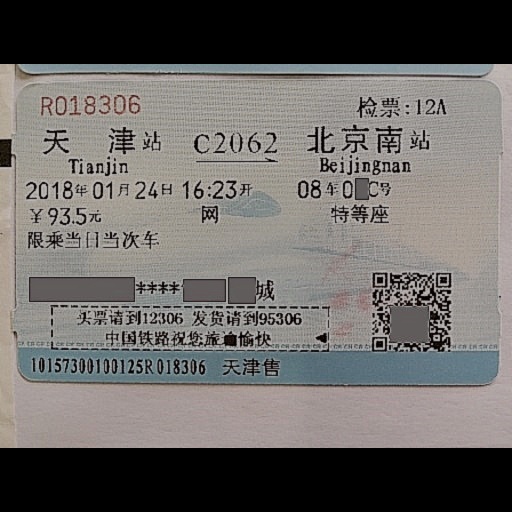 R018306 检票:12A
天津站 C2062 北京南站
Tianjin Beijingnan
2018年01月24日 16:23开 08车 0 C号
￥93.5元 网 特等座
限乘当日当次车
**** 城
买票请到12306 发货请到95306
中国铁路祝您旅 愉快
10157300100125R018306 天津售